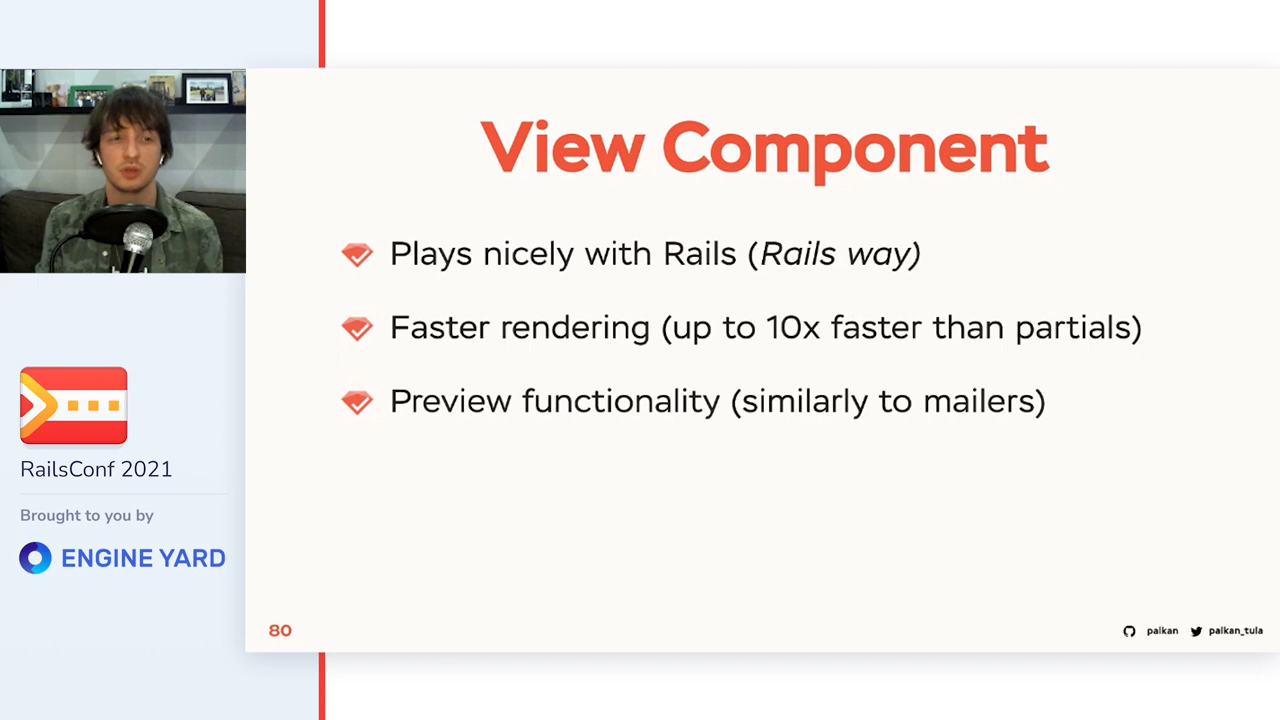 View Component
Plays nicely with Rails (Rails way)
Faster rendering (up to 10x faster than partials)
Preview functionality (similarly to mailers)
RailsConf 2021
Brought to you by
ENGINE YARD
80
palkan palkan_tula